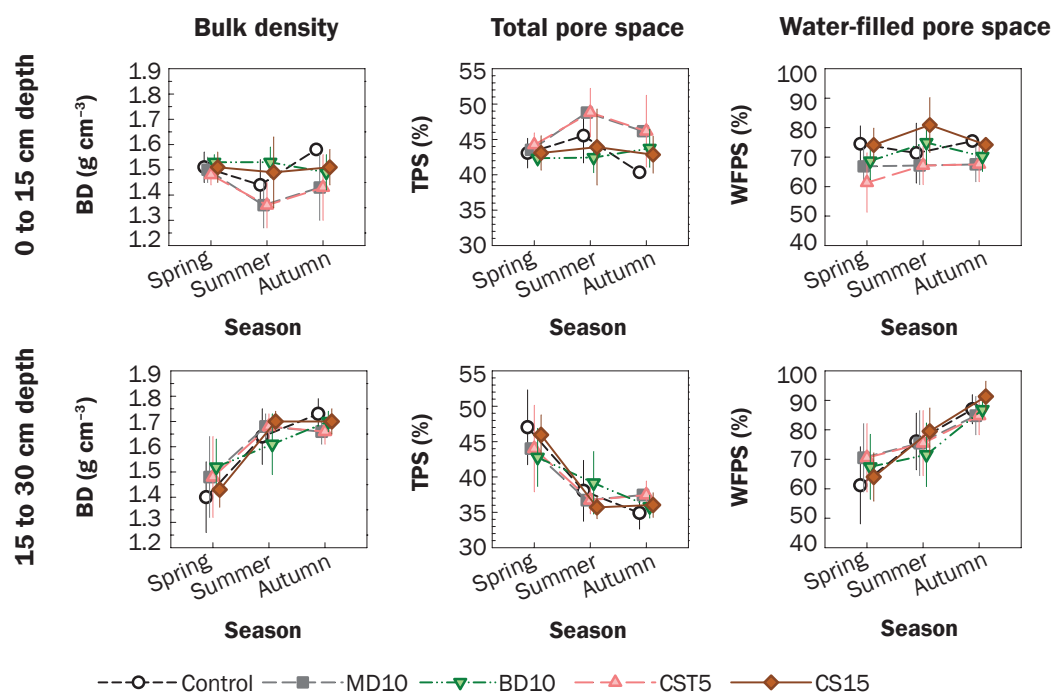 Bulk density
Total pore space
Water-filled pore space
0 to 15 cm depth
BD (g cm⁻³)
1.9
1.8
1.7
1.6
1.5
1.4
1.3
1.2
Spring
Summer
Autumn
Season
TPS (%)
55
50
45
40
35
30
Spring
Summer
Autumn
Season
WFPS (%)
100
90
80
70
60
50
40
Spring
Summer
Autumn
Season
15 to 30 cm depth
BD (g cm⁻³)
1.9
1.8
1.7
1.6
1.5
1.4
1.3
1.2
Spring
Summer
Autumn
Season
TPS (%)
55
50
45
40
35
30
Spring
Summer
Autumn
Season
WFPS (%)
100
90
80
70
60
50
40
Spring
Summer
Autumn
Season
Control MD10 BD10 CST5 CS15